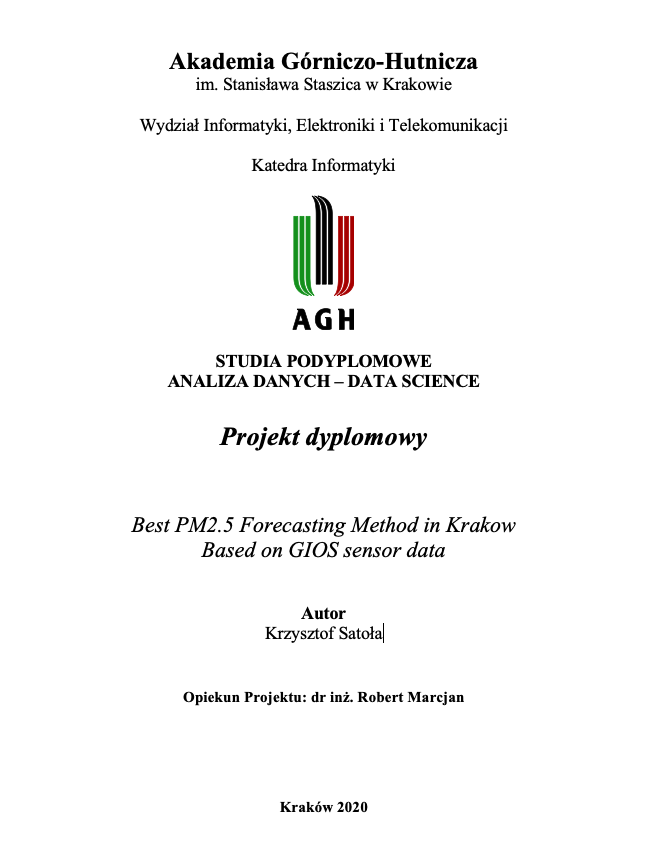 Akademia Górniczo-Hutnicza
im. Stanisława Staszica w Krakowie
Wydział Informatyki, Elektroniki i Telekomunikacji
Katedra Informatyki
AGH
STUDIA PODYPLOMOWE
ANALIZA DANYCH – DATA SCIENCE
Projekt dyplomowy
Best PM2.5 Forecasting Method in Krakow
Based on GIOS sensor data
Autor
Krzysztof Satoła
Opiekun Projektu: dr inż. Robert Marcjan
Kraków 2020